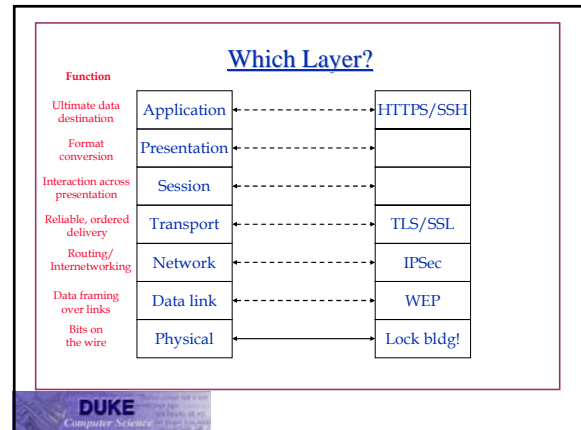 Which Layer?
Function
Ultimate data
destination
Application
HTTPS/SSH
Format
conversion
Presentation
Interaction across
presentation
Session
Reliable, ordered
delivery
Transport
TLS/SSL
Routing/
Internetworking
Network
IPSec
Data framing
over links
Data link
WEP
Bits on
the wire
Physical
Lock bldg!
DUKE
Computer Science